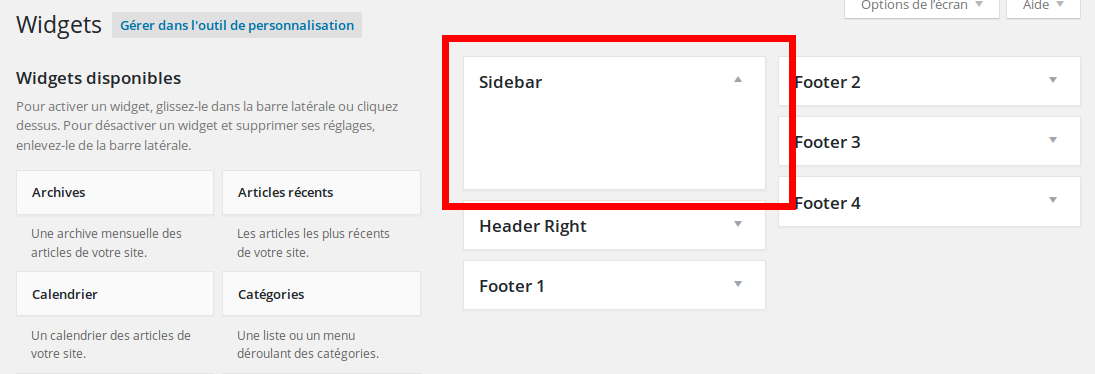 Widgets
Gérer dans l'outil de personnalisation
Options de l'écran
Aide
Widgets disponibles
Pour activer un widget, glissez-le dans la barre latérale ou cliquez
dessus. Pour désactiver un widget et supprimer ses réglages,
enlevez-le de la barre latérale.
Archives
Articles récents
Une archive mensuelle des
articles de votre site.
Les articles les plus récents
de votre site.
Calendrier
Catégories
Un calendrier des articles de
votre site.
Une liste ou un menu
déroulant des catégories.
Sidebar
Header Right
Footer 1
Footer 2
Footer 3
Footer 4